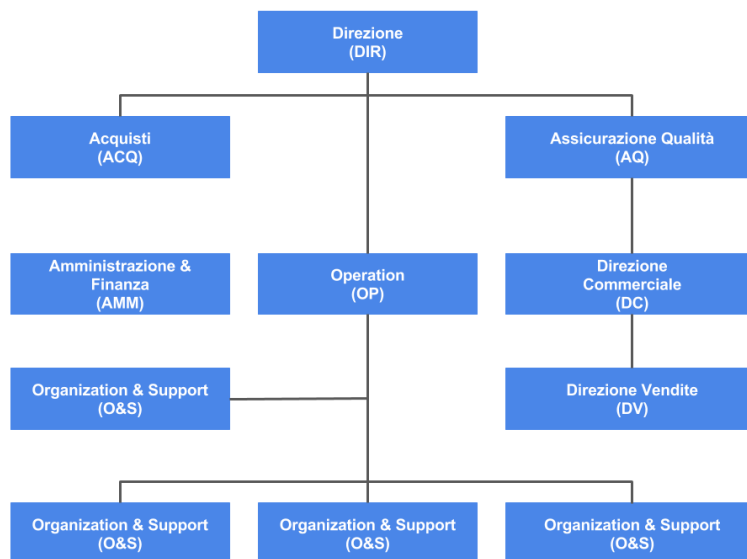 Direzione
(DIR)
Acquisti
(ACQ)
Assicurazione Qualità
(AQ)
Amministrazione &
Finanza
(AMM)
Operation
(OP)
Direzione
Commerciale
(DC)
Organization & Support
(O&S)
Direzione Vendite
(DV)
Organization & Support
(O&S)
Organization & Support
(O&S)
Organization & Support
(O&S)